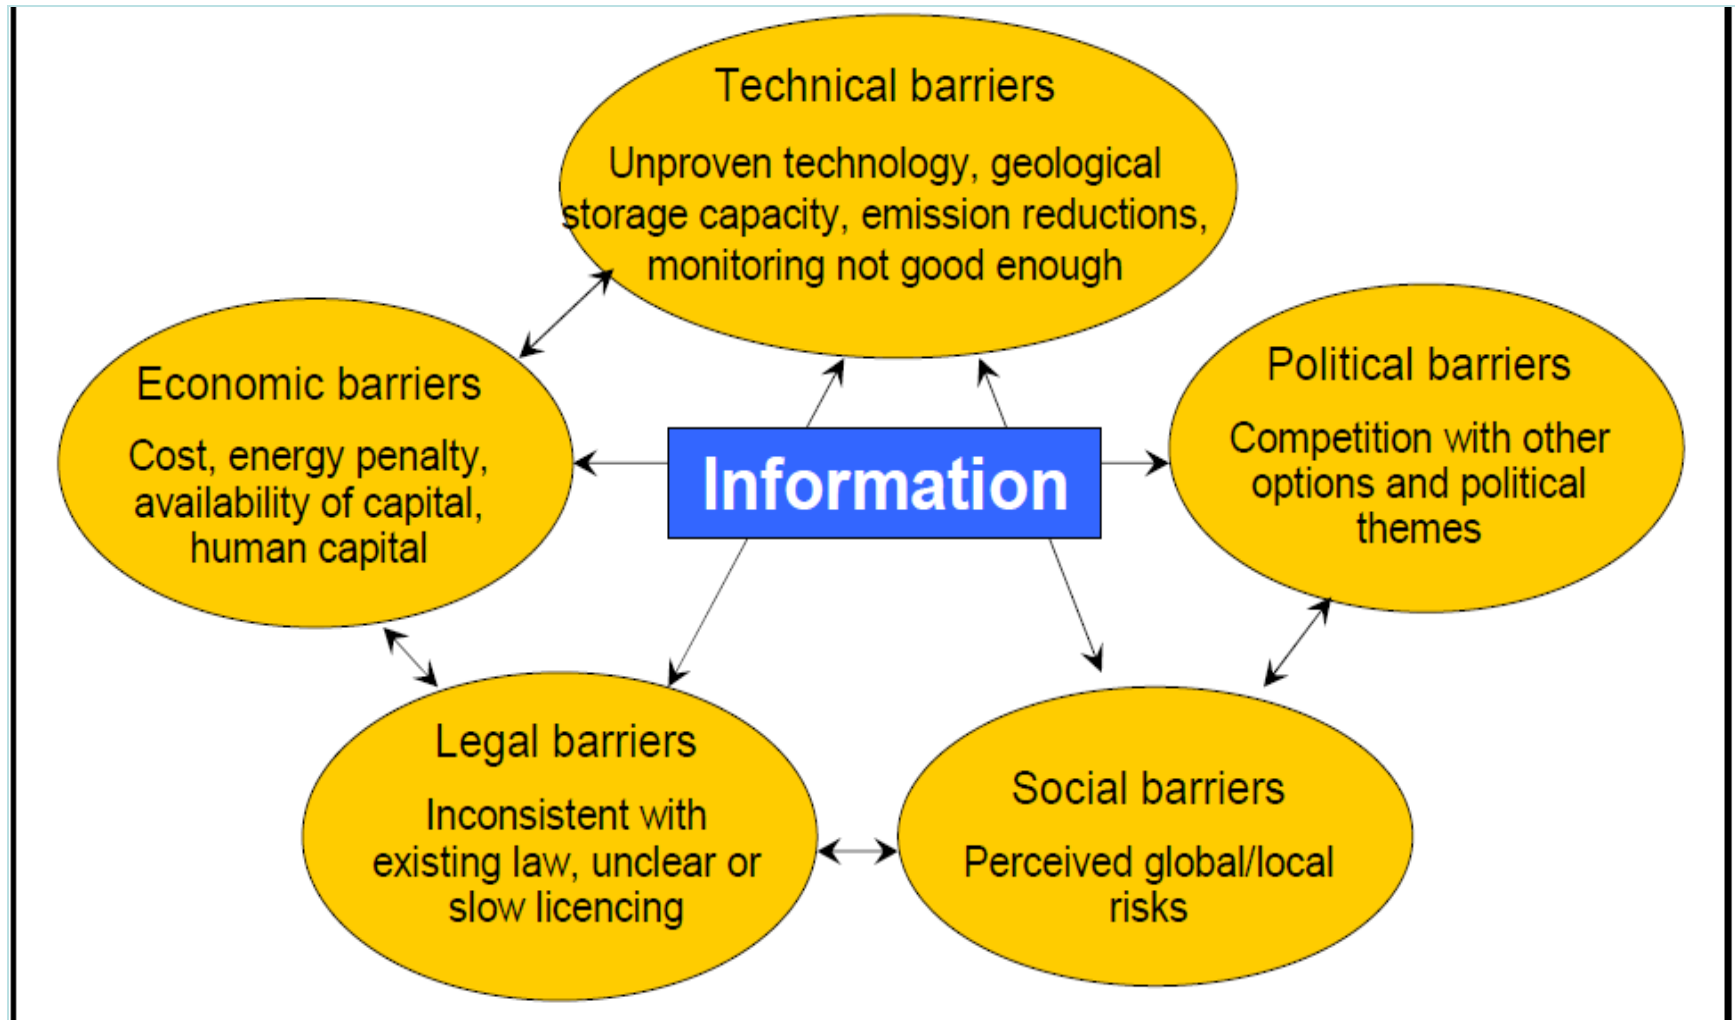 Technical barriers
Unproven technology, geological
storage capacity, emission reductions,
monitoring not good enough
Economic barriers
Cost, energy penalty,
availability of capital,
human capital
Information
Political barriers
Competition with other
options and political
themes
Legal barriers
Inconsistent with
existing law, unclear or
slow licencing
Social barriers
Perceived global/local
risks